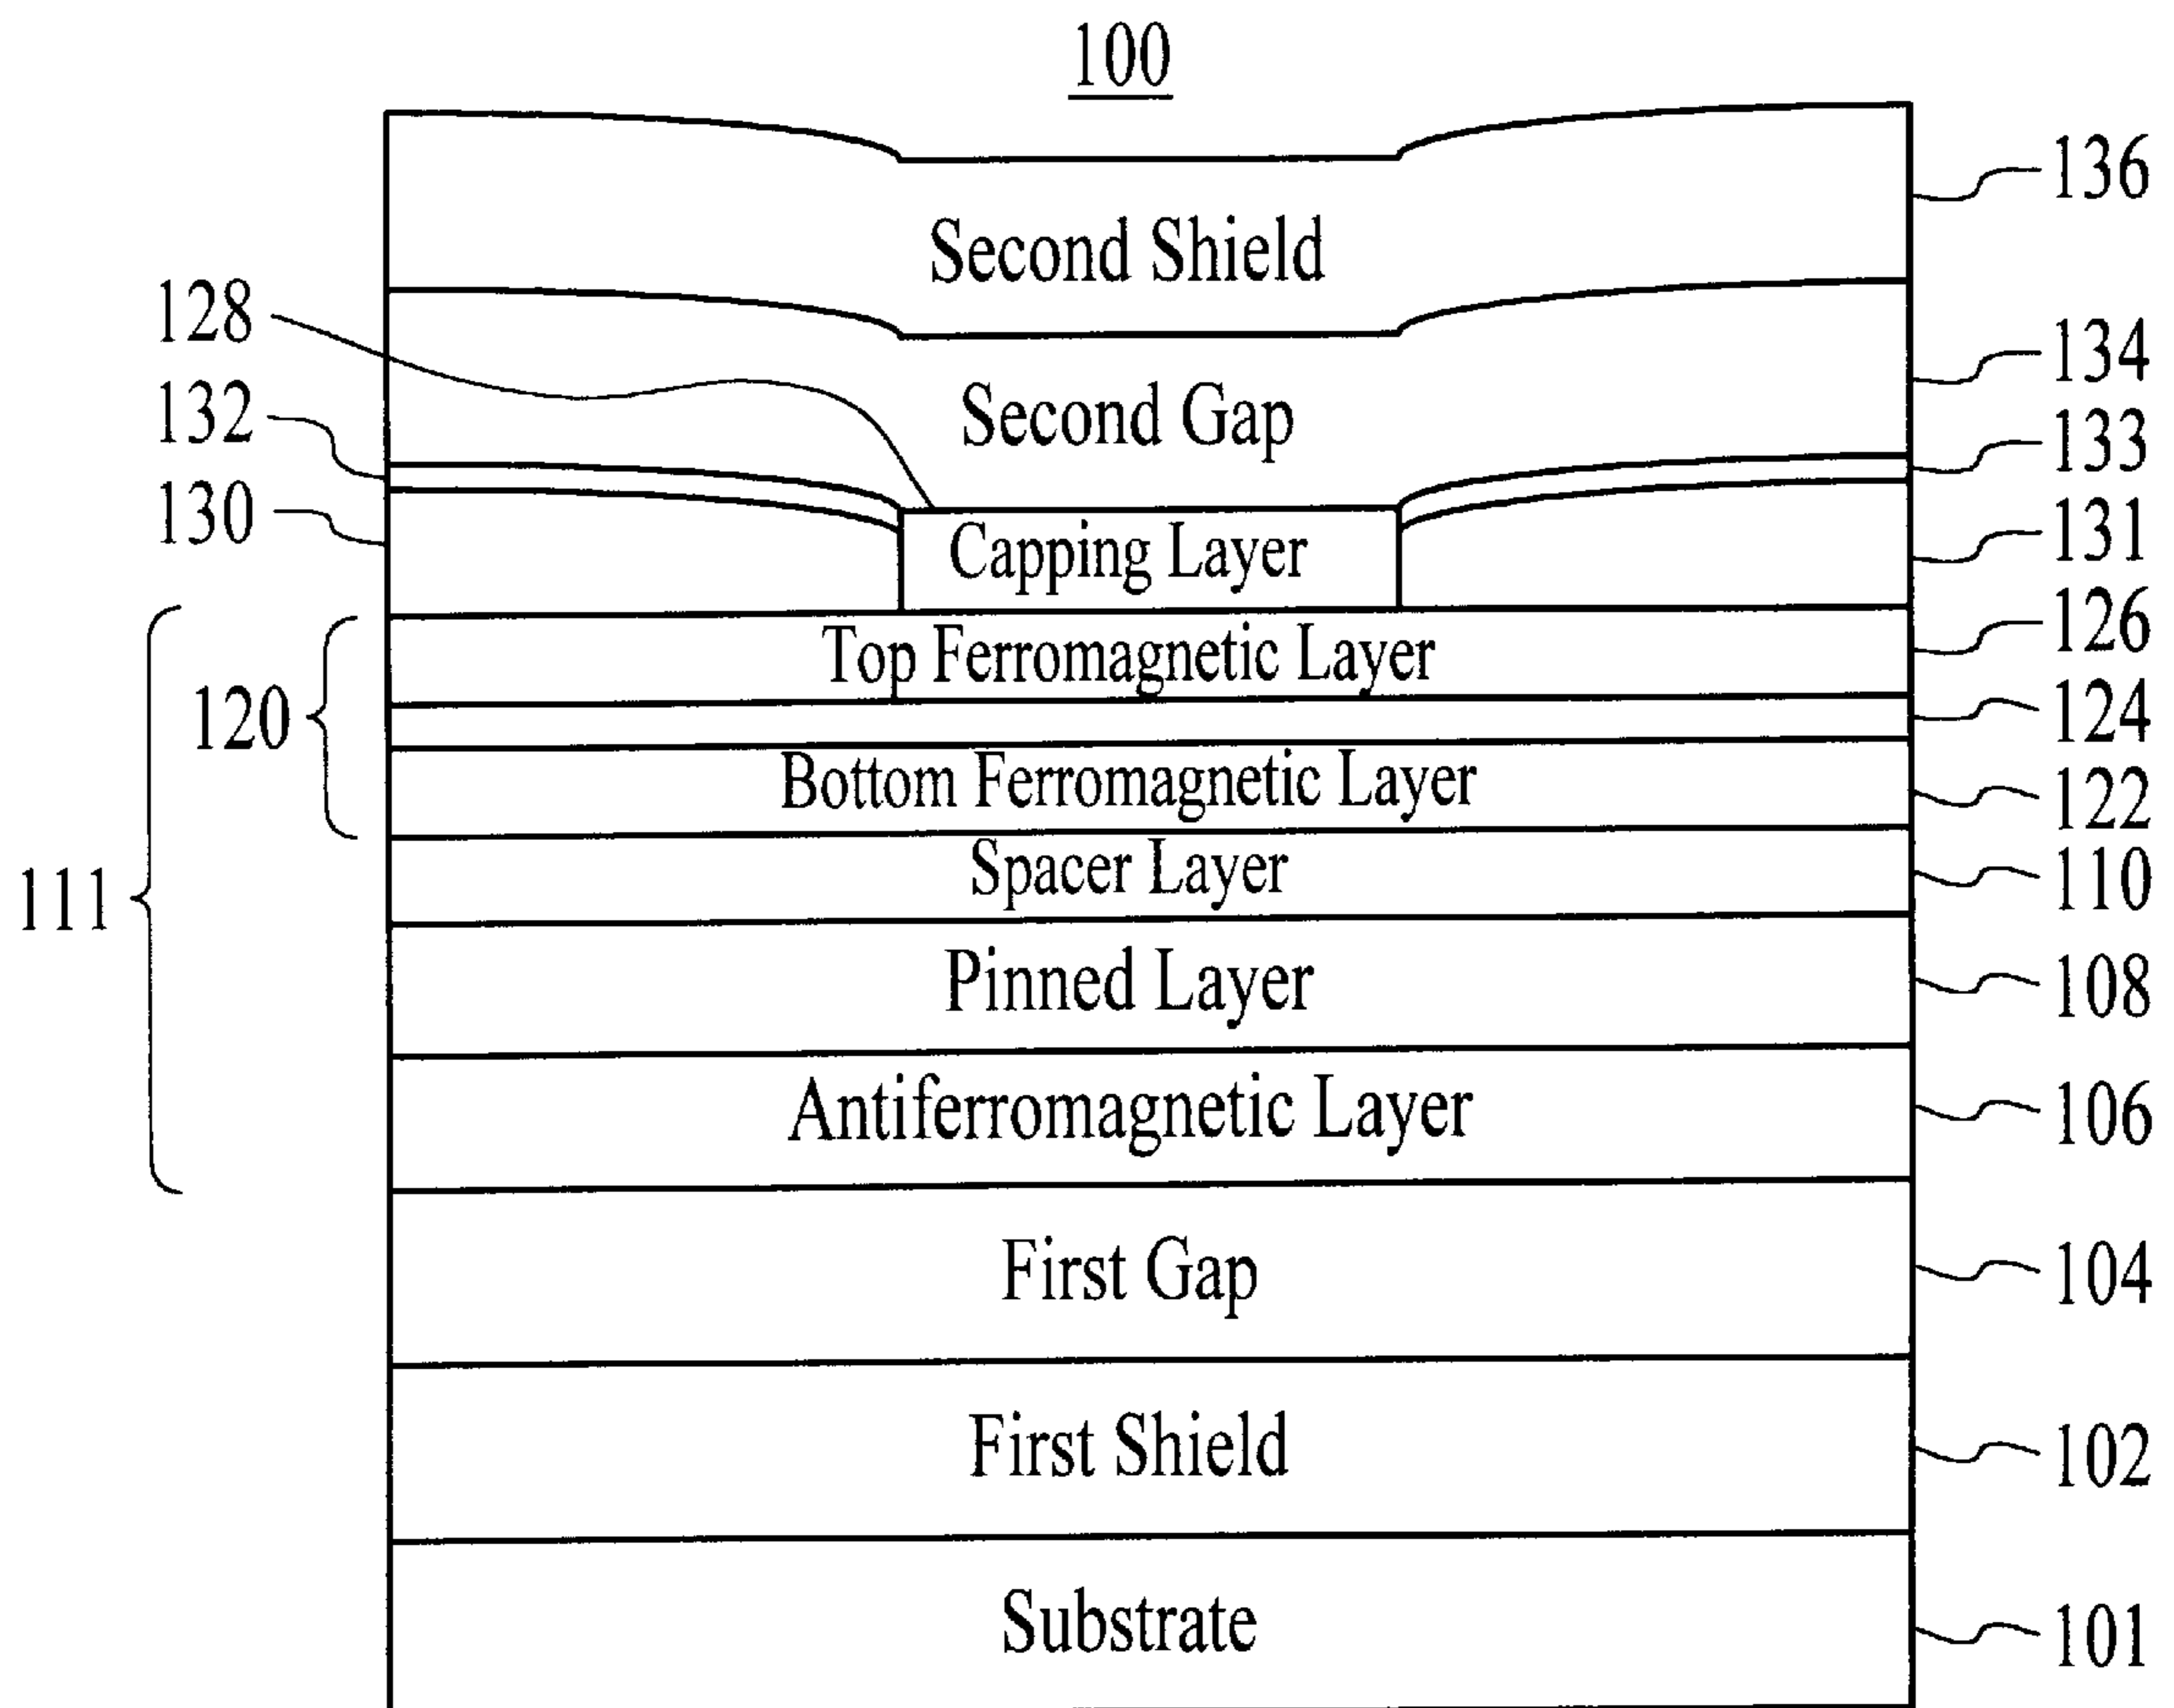 100
136
Second Shield
128
134
Second Gap
132
133
130
131
Capping Layer
126
Top Ferromagnetic Layer
120
124
Bottom Ferromagnetic Layer
122
Spacer Layer
110
111
Pinned Layer
108
Antiferromagnetic Layer
106
First Gap
104
First Shield
102
Substrate
101